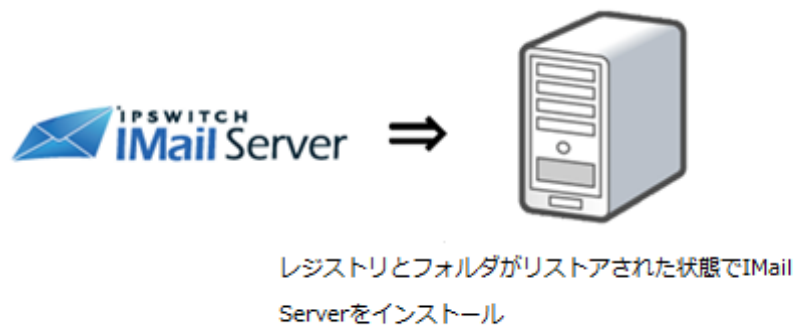 IPSWITCH
IMail Server
⇒
レジストリとフォルダがリストアされた状態でIMail
Serverをインストール